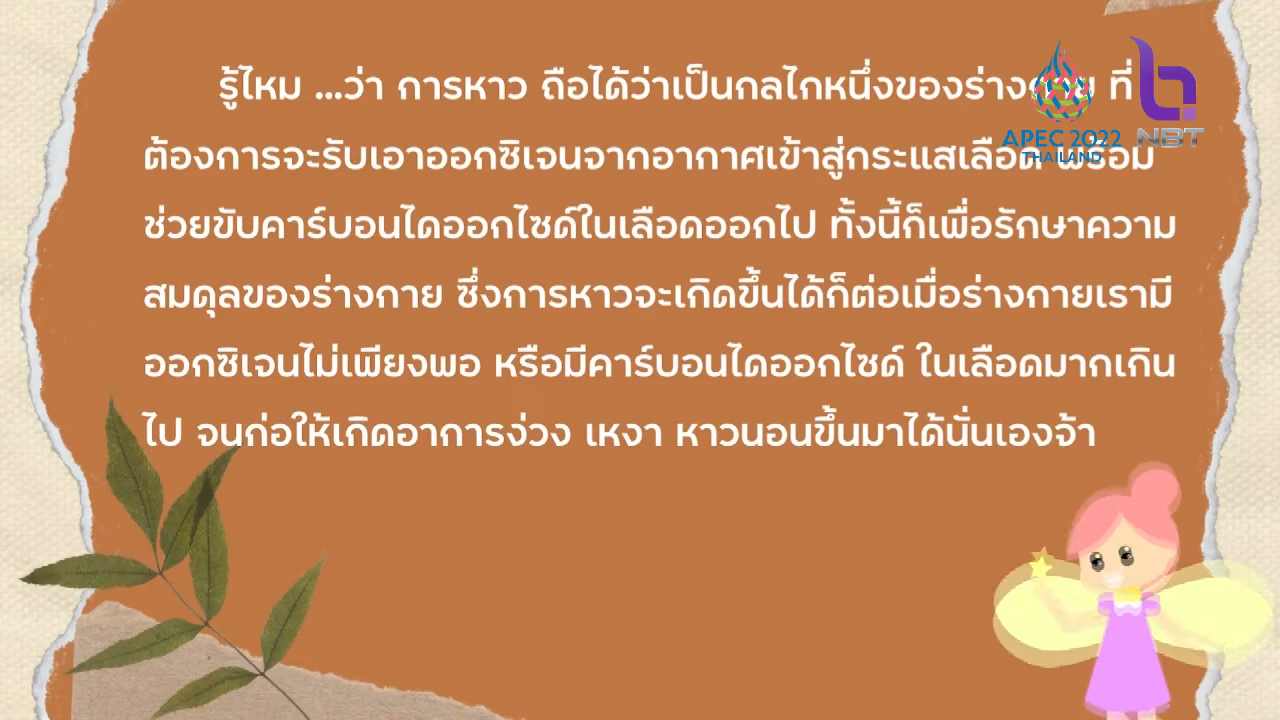 รู้ไหม ...ว่า การหาว ถือได้ว่าเป็นกลไกหนึ่งของร่างกาย ที่
ต้องการจะรับเอาออกซิเจนจากอากาศเข้าสู่กระแสเลือด พร้อม
ช่วยขับคาร์บอนไดออกไซด์ในเลือดออกไป ทั้งนี้ก็เพื่อรักษาความ
สมดุลของร่างกาย ซึ่งการหาวจะเกิดขึ้นได้ก็ต่อเมื่อร่างกายเรามี
ออกซิเจนไม่เพียงพอ หรือมีคาร์บอนไดออกไซด์ ในเลือดมากเกิน
ไป จนก่อให้เกิดอาการง่วง เหงา หาวนอนขึ้นมาได้นั่นเองจ้า
APEC 2022
THAILAND
NBT